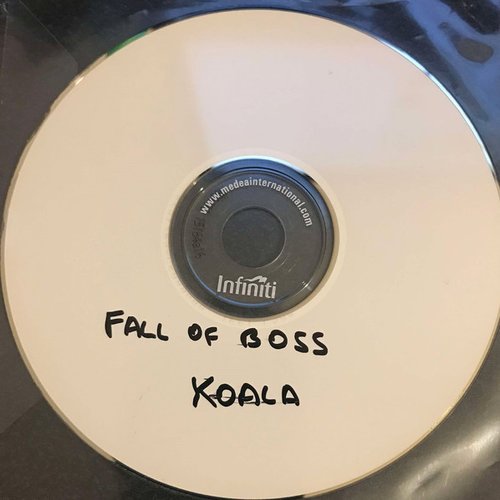 www.medeainternational.com
Infiniti
FALL OF BOSS
KOALA